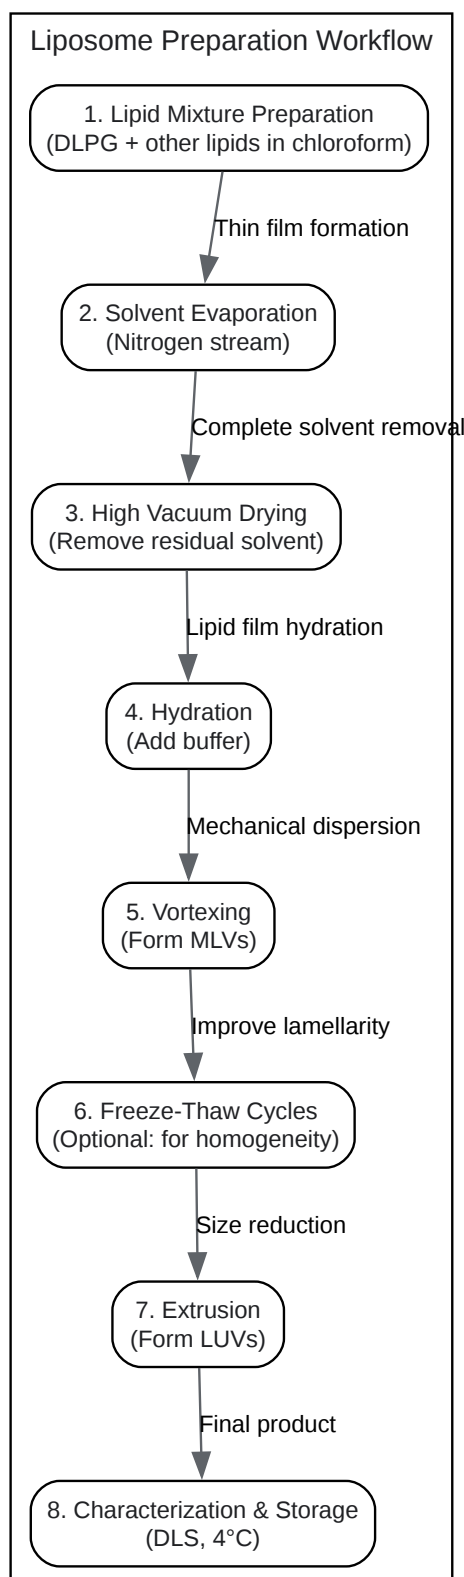 Liposome Preparation Workflow
1. Lipid Mixture Preparation
(DLPG + other lipids in chloroform)
Thin film formation
2. Solvent Evaporation
(Nitrogen stream)
Complete solvent removal
3. High Vacuum Drying
(Remove residual solvent)
Lipid film hydration
4. Hydration
(Add buffer)
Mechanical dispersion
5. Vortexing
(Form MLVs)
Improve lamellarity
6. Freeze-Thaw Cycles
(Optional: for homogeneity)
Size reduction
7. Extrusion
(Form LUVs)
Final product
8. Characterization & Storage
(DLS, 4°C)